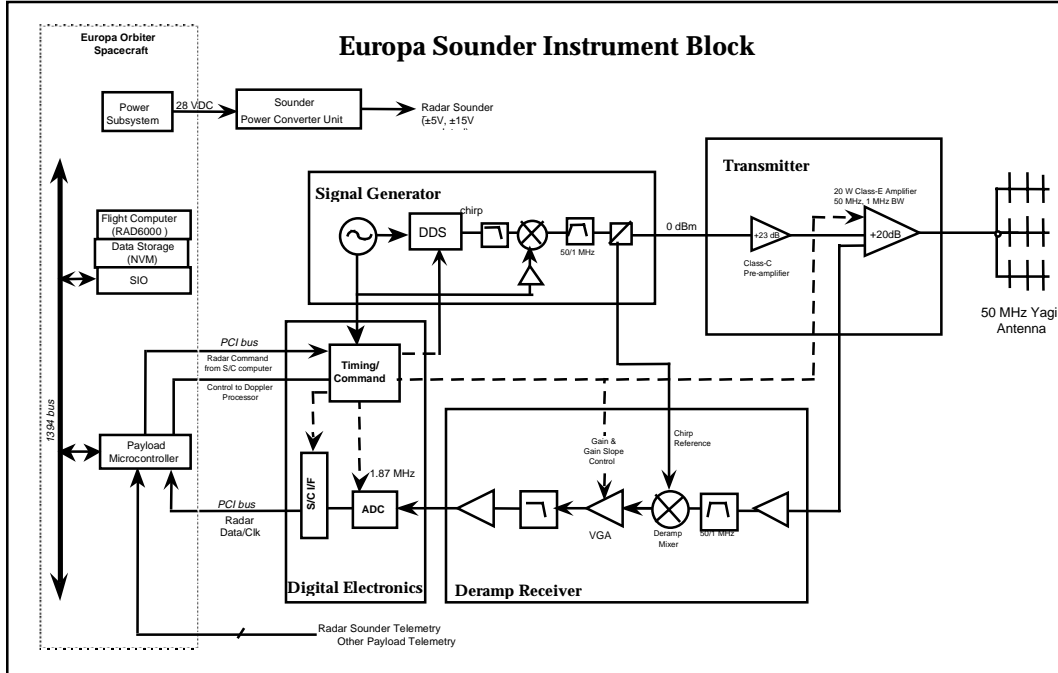 Europa Orbiter
Spacecraft
Europa Sounder Instrument Block
Power
Subsystem
28 VDC
Sounder
Power Converter Unit
Radar Sounder
(±5V, ±15V
Signal Generator
chirp
DDS
50/1 MHz
0 dBm
Transmitter
20 W Class-E Amplifier
50 MHz, 1 MHz BW
+23 dB
+20dB
Class-C
Pre-amplifier
50 MHz Yagi
Antenna
Flight Computer
(RAD6000 )
Data Storage
(NVM)
SIO
1394 bus
PCI bus
Radar Command
from S/C computer
Control to Doppler
Processor
Timing/
Command
Payload
Microcontroller
PCI bus
Radar
Data/Clk
S/C I/F
1.87 MHz
ADC
Digital Electronics
Gain &
Gain Slope
Control
Chirp
Reference
VGA
Deramp
Mixer
50/1 MHz
Deramp Receiver
Radar Sounder Telemetry
Other Payload Telemetry